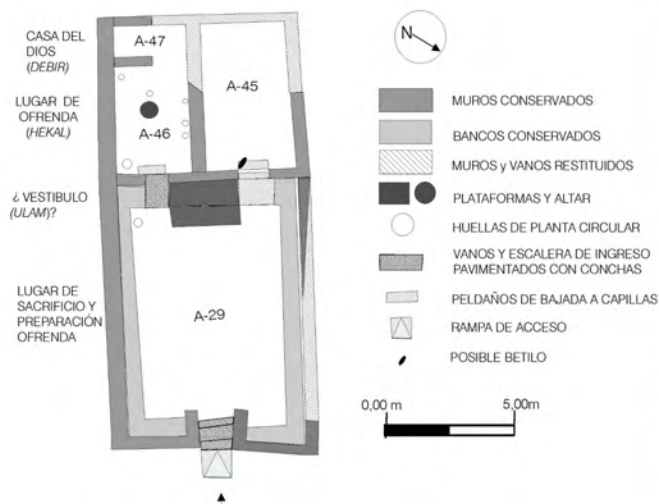 CASA DEL
DIOS
(DEBIR)
LUGAR DE
OFRENDA
(HEKAL)
¿ VESTIBULO
(ULAM)?
LUGAR DE
SACRIFICIO Y
PREPARACIÓN
OFRENDA
A-47
A-45
A-46
A-29
N
MUROS CONSERVADOS
BANCOS CONSERVADOS
MUROS y VANOS RESTITUIDOS
PLATAFORMAS Y ALTAR
HUELLAS DE PLANTA CIRCULAR
VANOS Y ESCALERA DE INGRESO
PAVIMENTADOS CON CONCHAS
PELDAÑOS DE BAJADA A CAPILLAS
RAMPA DE ACCESO
POSIBLE BETILO
0,00 m 5,00m